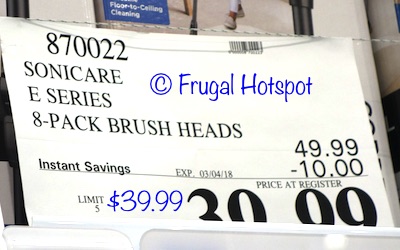 Floor-to-Ceiling
Cleaning
870022
SONICARE
E SERIES
8-PACK BRUSH HEADS
© Frugal Hotspot
49.99
Instant Savings EXP. 03/04/18 -10.00
PRICE AT REGISTER
LIMIT
5
$39.99
39.99